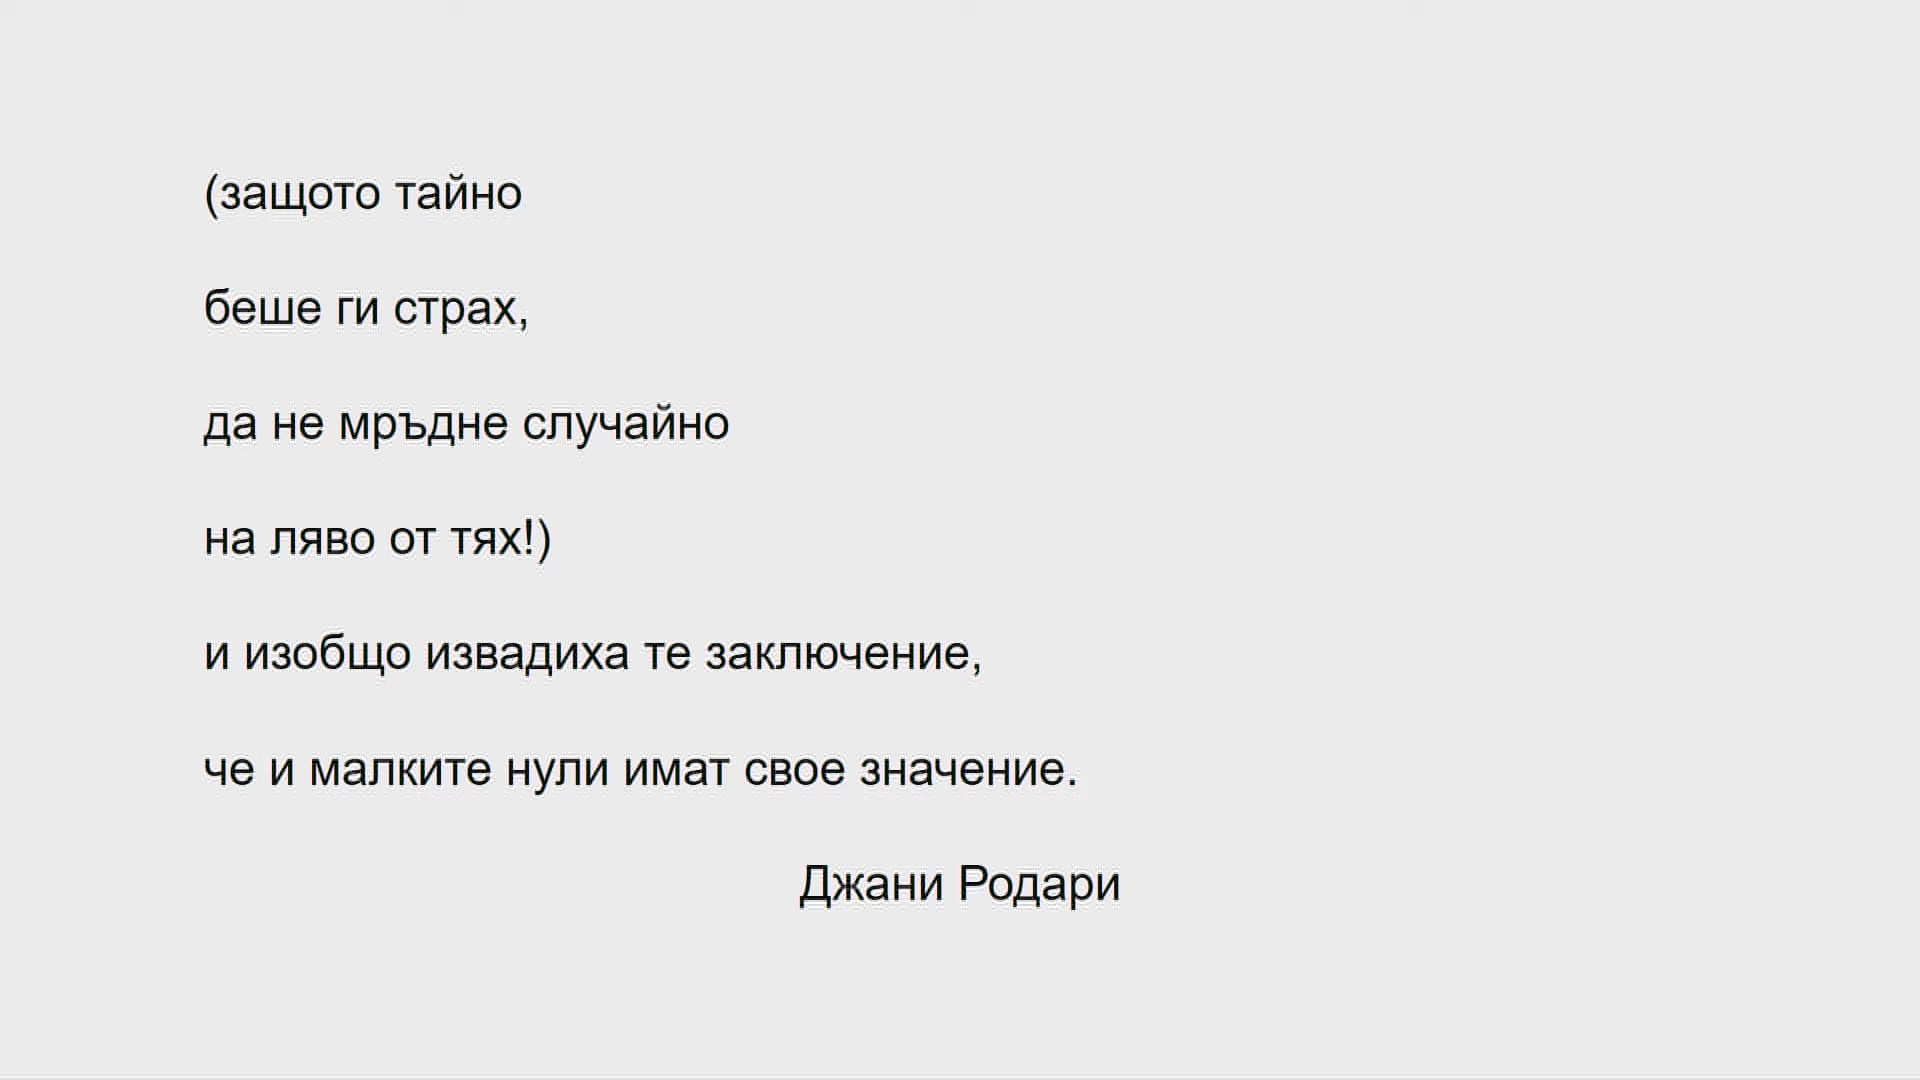 (защото тайно
беше ги страх,
да не мръдне случайно
на ляво от тях!)
и изобщо извадиха те заключение,
че и малките нули имат свое значение.
Джани Родари